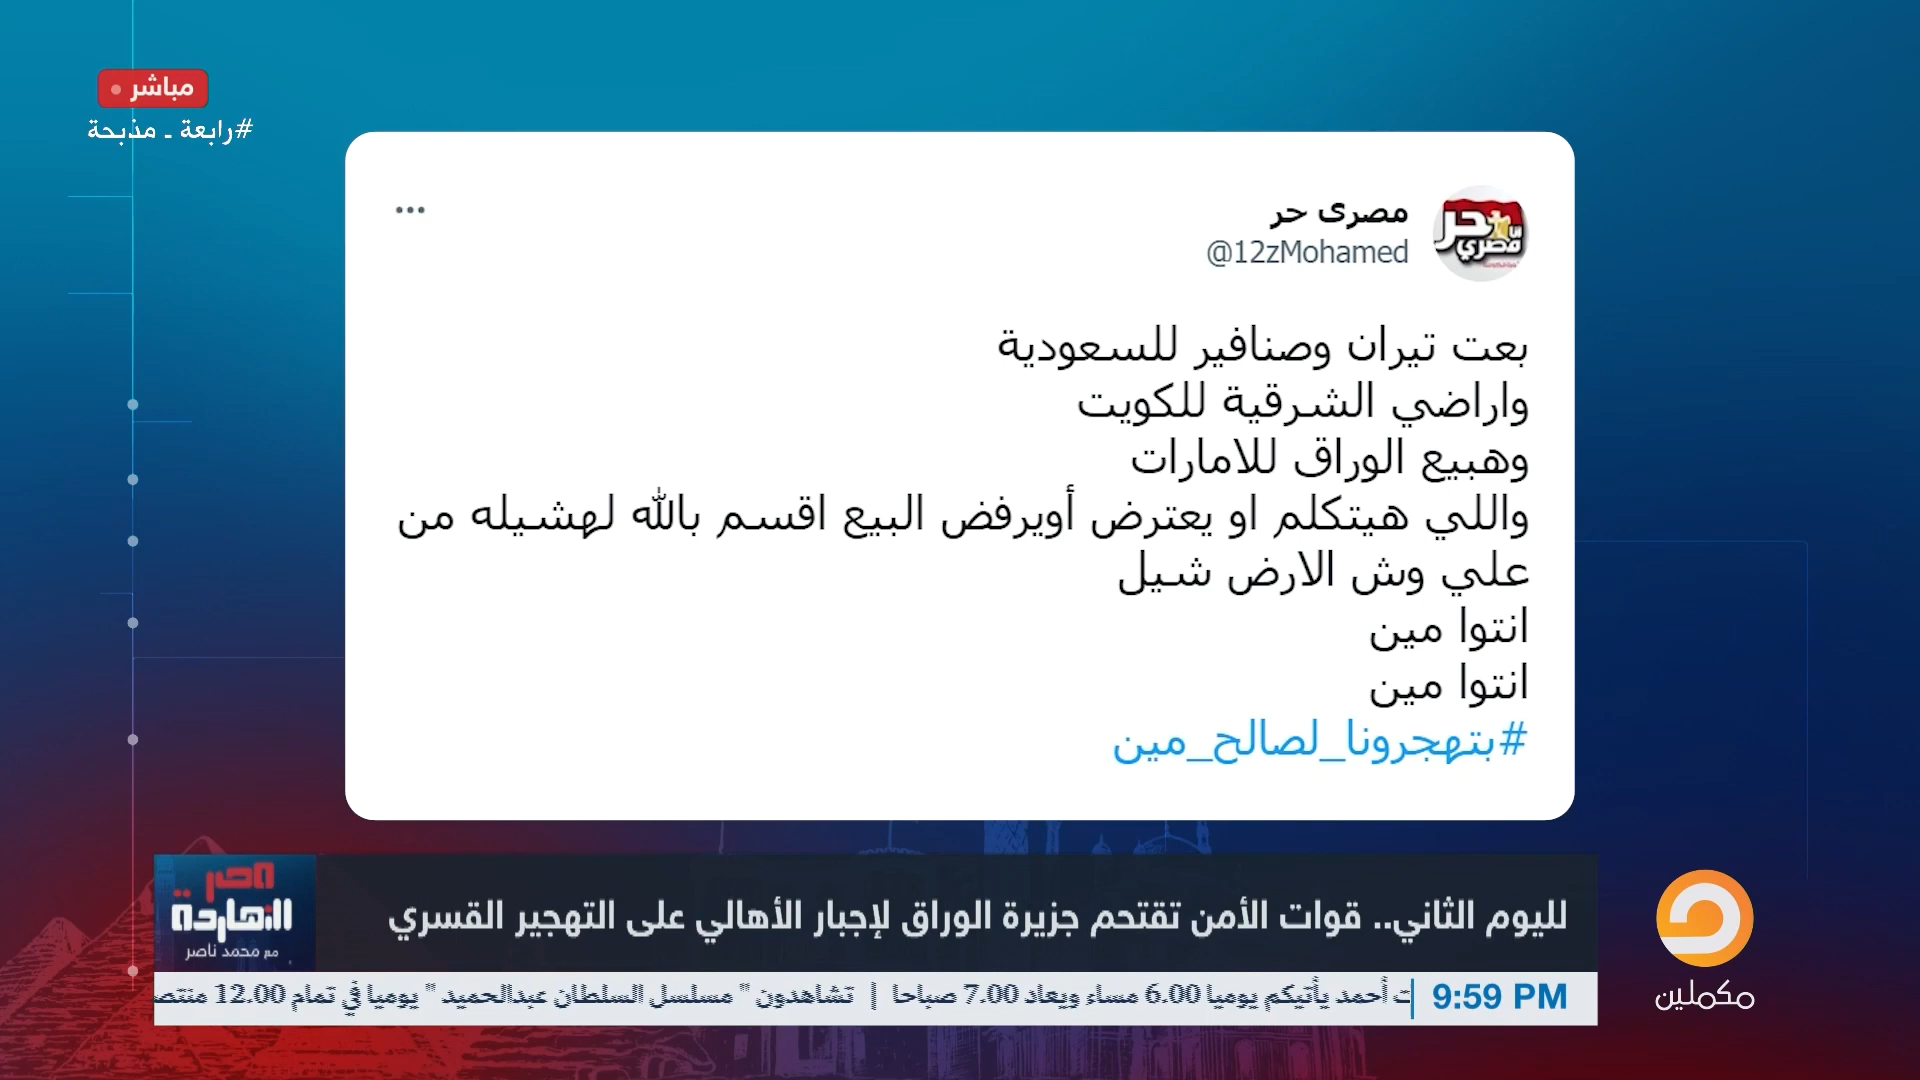 مباشر
#رابعة ـ مذبحة
مصرى حر
@12zMohamed
حر
مصري
بعت تيران وصنافير للسعودية
واراضي الشرقية للكويت
وهبيع الوراق للامارات
واللي هيتكلم او يعترض أويرفض البيع اقسم بالله لهشيله من
علي وش الارض شيل
انتوا مين
انتوا مين
#بتهجرونا_لصالح_مين
لليوم الثاني.. قوات الأمن تقتحم جزيرة الوراق لإجبار الأهالي على التهجير القسري
مصر
النهاردة
مع محمد ناصر
9:59 PM
ت أحمد يأتيكم يوميا 6.00 مساء ويعاد 7.00 صباحا | تشاهدون " مسلسل السلطان عبدالحميد " يوميا في تمام 12.00
مكملين